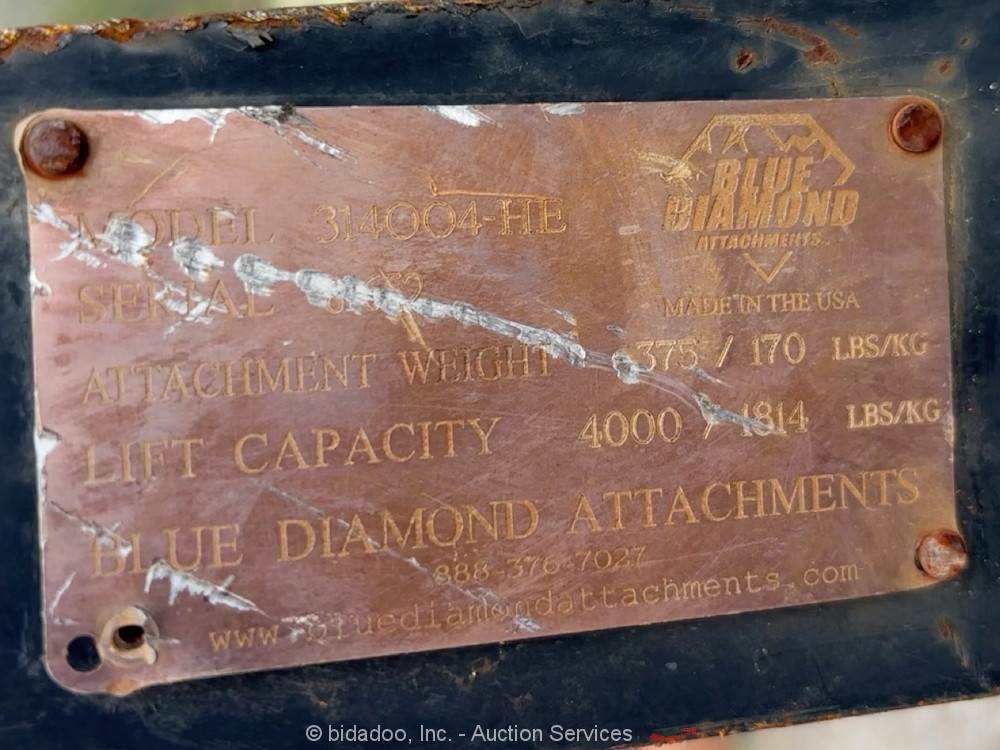 BLUE
DIAMOND
ATTACHMENTS
MADE IN THE USA
MODEL 314004-HE
SERIAL
ATTACHMENT WEIGHT 375 / 170 LBS/KG
LIFT CAPACITY 4000 / 1814 LBS/KG
BLUE DIAMOND ATTACHMENTS
888-376-7027
www.bluediamondattachments.com
© bidadoo, Inc. - Auction Services